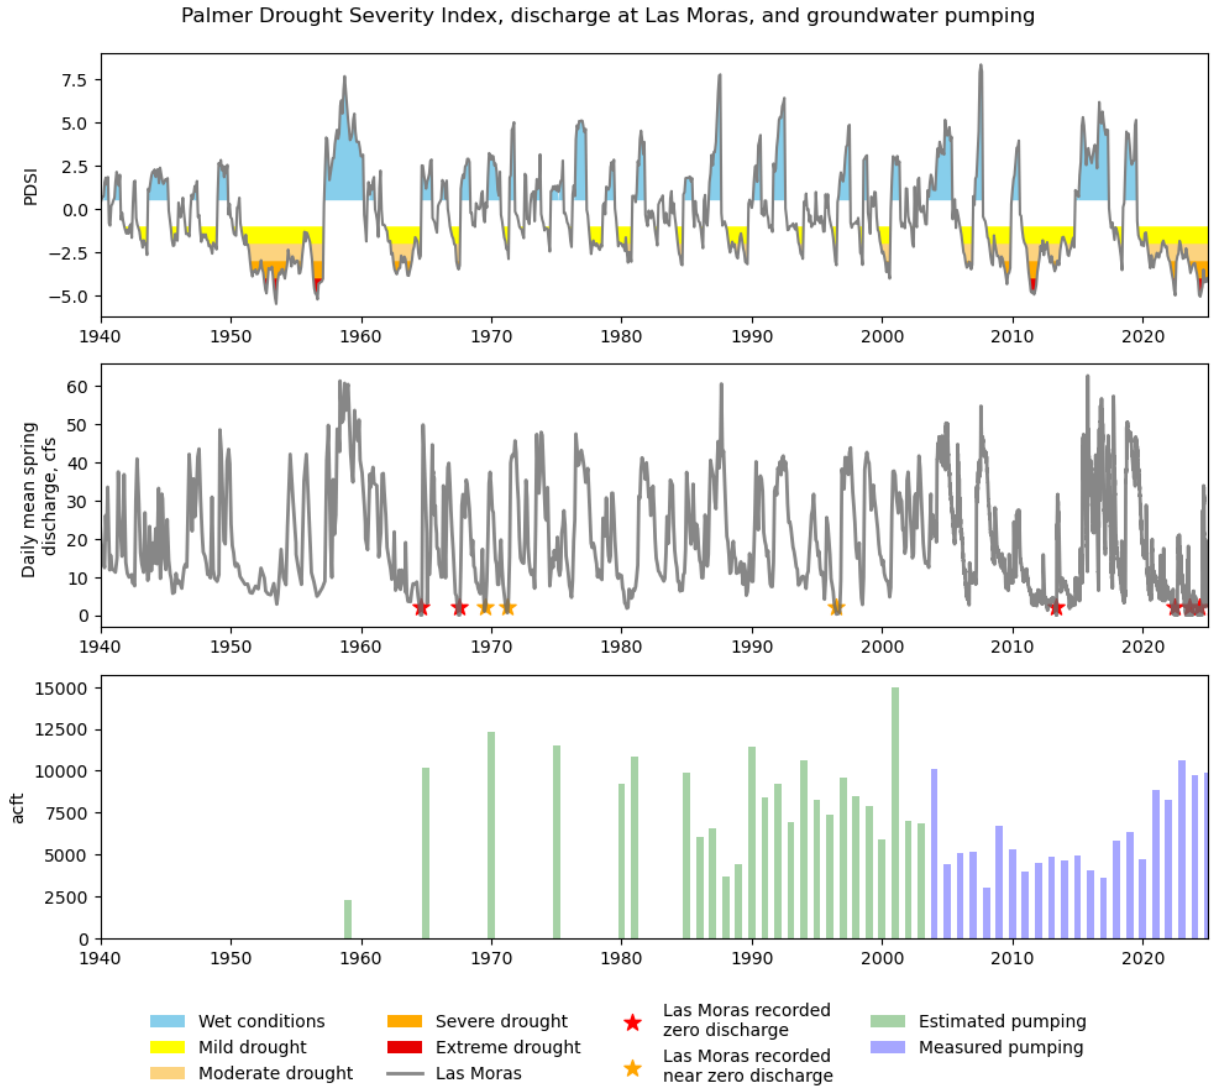 Palmer Drought Severity Index, discharge at Las Moras, and groundwater pumping
PDSI
7.5
5.0
2.5
0.0
−2.5
−5.0
1940 1950 1960 1970 1980 1990 2000 2010 2020
Daily mean spring
discharge, cfs
60
50
40
30
20
10
0
1940 1950 1960 1970 1980 1990 2000 2010 2020
acft
15000
12500
10000
7500
5000
2500
0
1940 1950 1960 1970 1980 1990 2000 2010 2020
Wet conditions
Mild drought
Moderate drought
Severe drought
Extreme drought
Las Moras
Las Moras recorded
zero discharge
Las Moras recorded
near zero discharge
Estimated pumping
Measured pumping